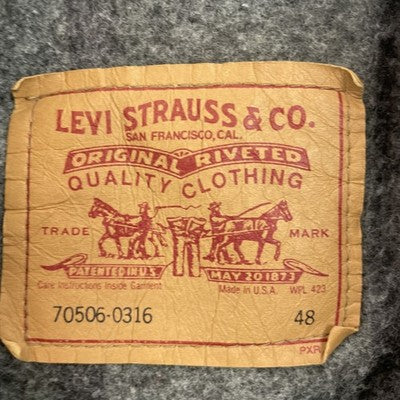 LEVI STRAUSS & CO.
SAN FRANCISCO, CAL.
ORIGINAL RIVETED
QUALITY CLOTHING
TRADE MARK
PATENTED IN U.S. MAY 20 1873
Care Instructions Inside Garment Made in U.S.A. WPL 423
70506-0316 48
PXR